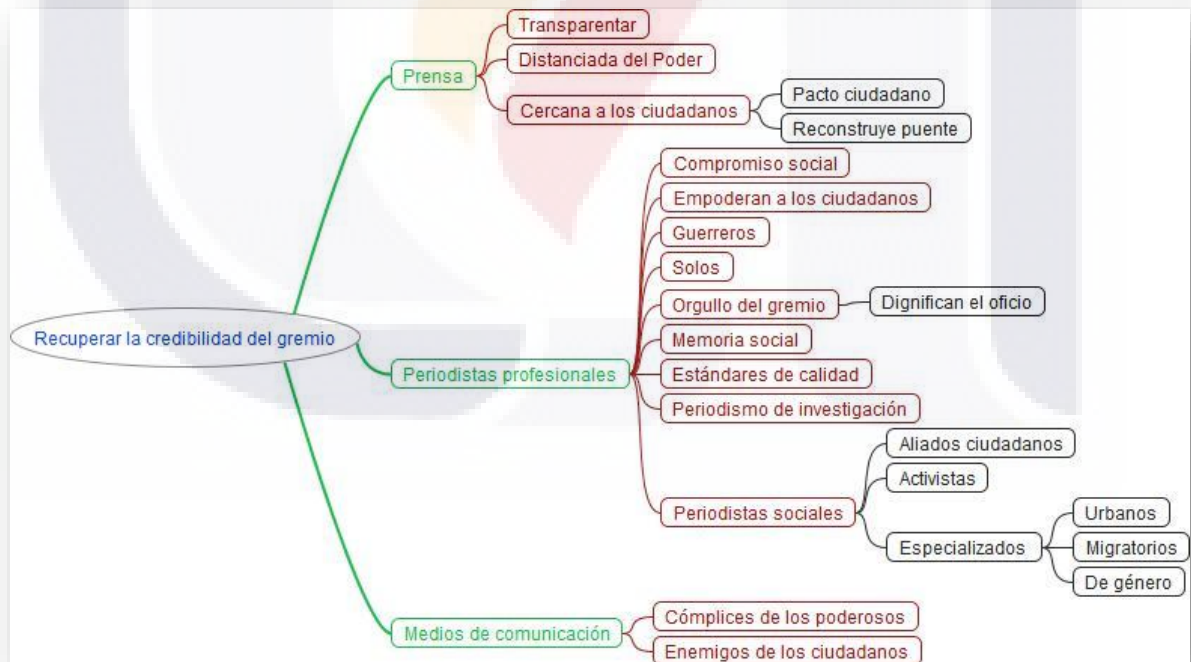 Transparentar
Distanciada del Poder
Prensa
Cercana a los ciudadanos
Pacto ciudadano
Reconstruye puente
Compromiso social
Empoderan a los ciudadanos
Guerreros
Solos
Orgullo del gremio
Dignifican el oficio
Recuperar la credibilidad del gremio
Memoria social
Periodistas profesionales
Estándares de calidad
Periodismo de investigación
Aliados ciudadanos
Activistas
Periodistas sociales
Especializados
Urbanos
Migratorios
De género
Medios de comunicación
Cómplices de los poderosos
Enemigos de los ciudadanos